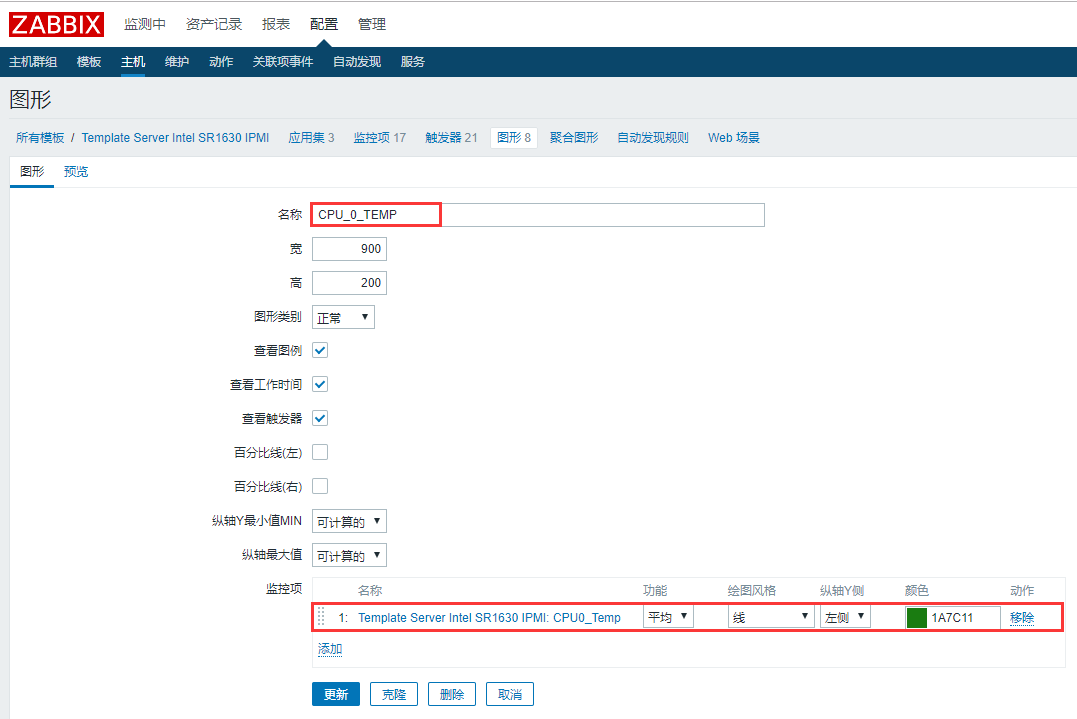 ZABBIX 监测中 资产记录 报表 配置 管理
主机群组 模板 主机 维护 动作 关联项事件 自动发现 服务
图形
所有模板 / Template Server Intel SR1630 IPMI 应用集 3 监控项 17 触发器 21 图形 8 聚合图形 自动发现规则 Web 场景
图形 预览
名称 CPU_0_TEMP
宽 900
高 200
图形类别 正常
查看图例
查看工作时间
查看触发器
百分比线(左)
百分比线(右)
纵轴Y最小值MIN 可计算的
纵轴最大值 可计算的
监控项 名称 功能 绘图风格 纵轴Y侧 颜色 动作
1: Template Server Intel SR1630 IPMI: CPU0_Temp 平均 线 左侧 1A7C11 移除
添加
更新 克隆 删除 取消